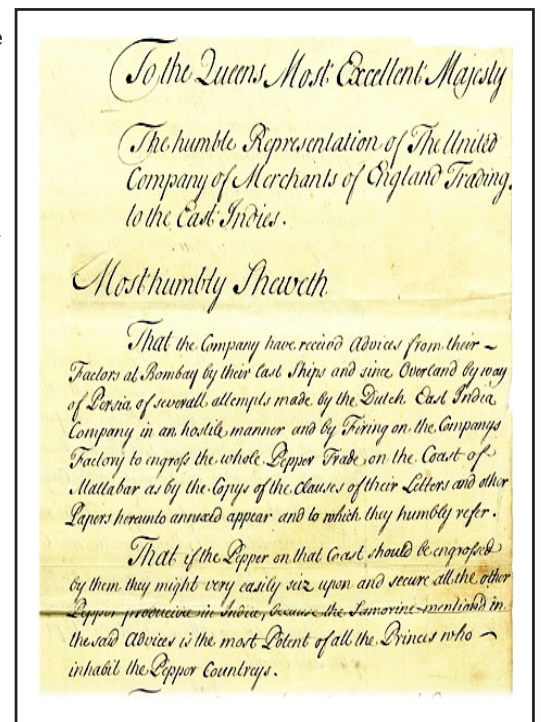 To the Queens Most Excellent Majesty
The humble Representation of The United
Company of Merchants of England Trading
to the East Indies.
Most humbly Sheweth
That the Company have receivd Advices from their –
Factors at Bombay by their last Ships and since Overland by way
of Persia of severall attempts made by the Dutch East India
Company in an hostile manner and by Firing on the Companys
Factory to engross the whole Pepper Trade on the Coast of
Mallabar as by the Copys of the Clauses of their Letters and other
Papers hereunto annexd appear and to which they humbly refer.
That if the Pepper on that Coast should be engrossed
by them they might very easily seiz upon and secure all the other
Pepper produceive in India, because the Samorine mentiond in
the said Advices is the most Potent of all the Princes who –
inhabit the Pepper Countreys.